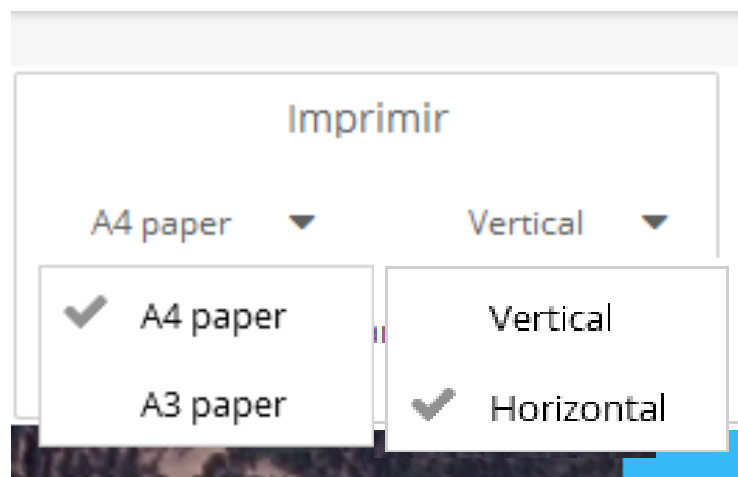 Imprimir
A4 paper Vertical
A4 paper
A3 paper
Vertical
Horizontal